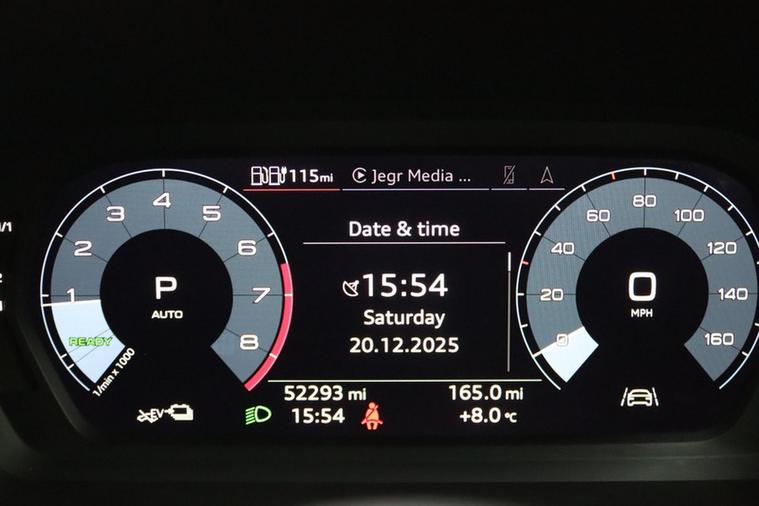 115mi
Jegr Media ...
Date & time
15:54
Saturday
20.12.2025
1
2
3
4
5
6
7
8
P
AUTO
READY
1/min x 1000
0
20
40
60
80
100
120
140
160
0
MPH
EV
52293 mi
165.0 mi
15:54
+8.0 °C